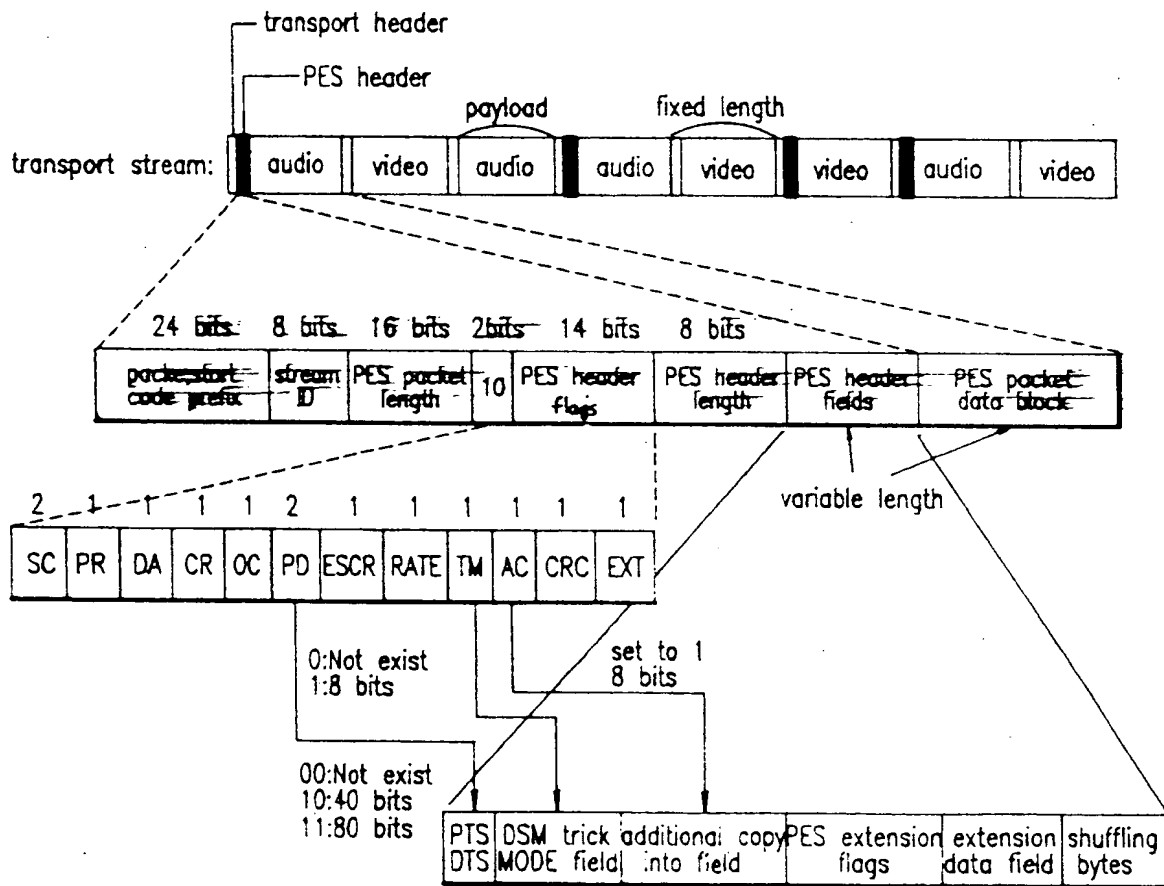 transport header
PES header
payload
fixed length
transport stream:
audio
video
audio
audio
video
video
audio
video
24 bits
8 bits
16 bits
2bits
14 bits
8 bits
packe,start
code prefix
stream
ID
PES packet
length
10
PES header
flags
PES header
length
PES header
fields
PES packet
data block
variable length
2 1 1 1 1 2 1 1 1 1 1 1
SC PR DA CR OC PD ESCR RATE TM AC CRC EXT
0:Not exist
1:8 bits
set to 1
8 bits
00:Not exist
10:40 bits
11:80 bits
PTS
DTS
DSM trick
MODE field
additional copy
into field
PES extension
flags
extension
data field
shuffling
bytes